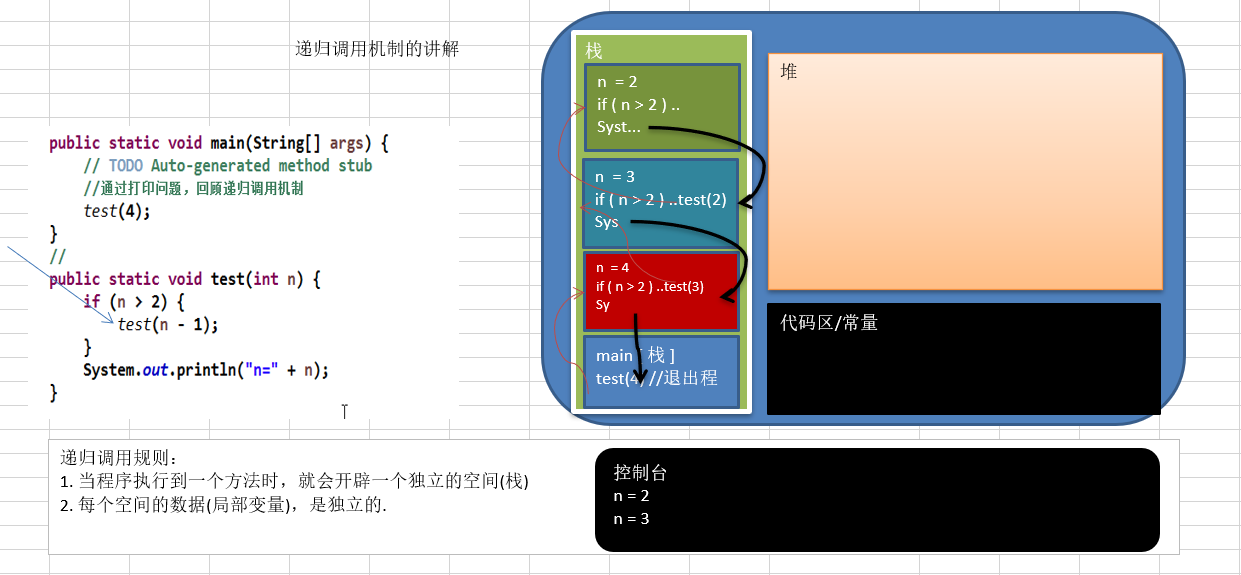 递归调用机制的讲解
public static void main(String[] args) {
// TODO Auto-generated method stub
//通过打印问题，回顾递归调用机制
test(4);
}
//
public static void test(int n) {
if (n > 2) {
test(n - 1);
}
System.out.println("n=" + n);
}
栈
n = 2
if ( n > 2 ) ..
Syst...
n = 3
if ( n > 2 ) ..test(2)
Sys
n = 4
if ( n > 2 ) ..test(3)
Sy
main [ 栈 ]
test(4) //退出程
堆
代码区/常量
递归调用规则：
1. 当程序执行到一个方法时，就会开辟一个独立的空间(栈)
2. 每个空间的数据(局部变量)，是独立的.
控制台
n = 2
n = 3